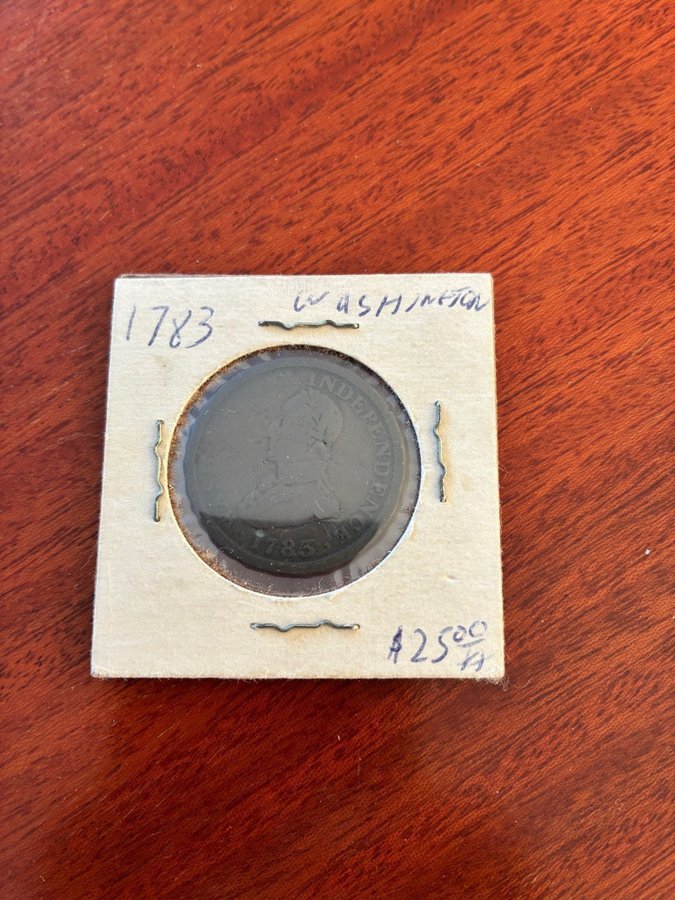 1783
WASHINGTON
INDEPENDENCE
1783
$25.00